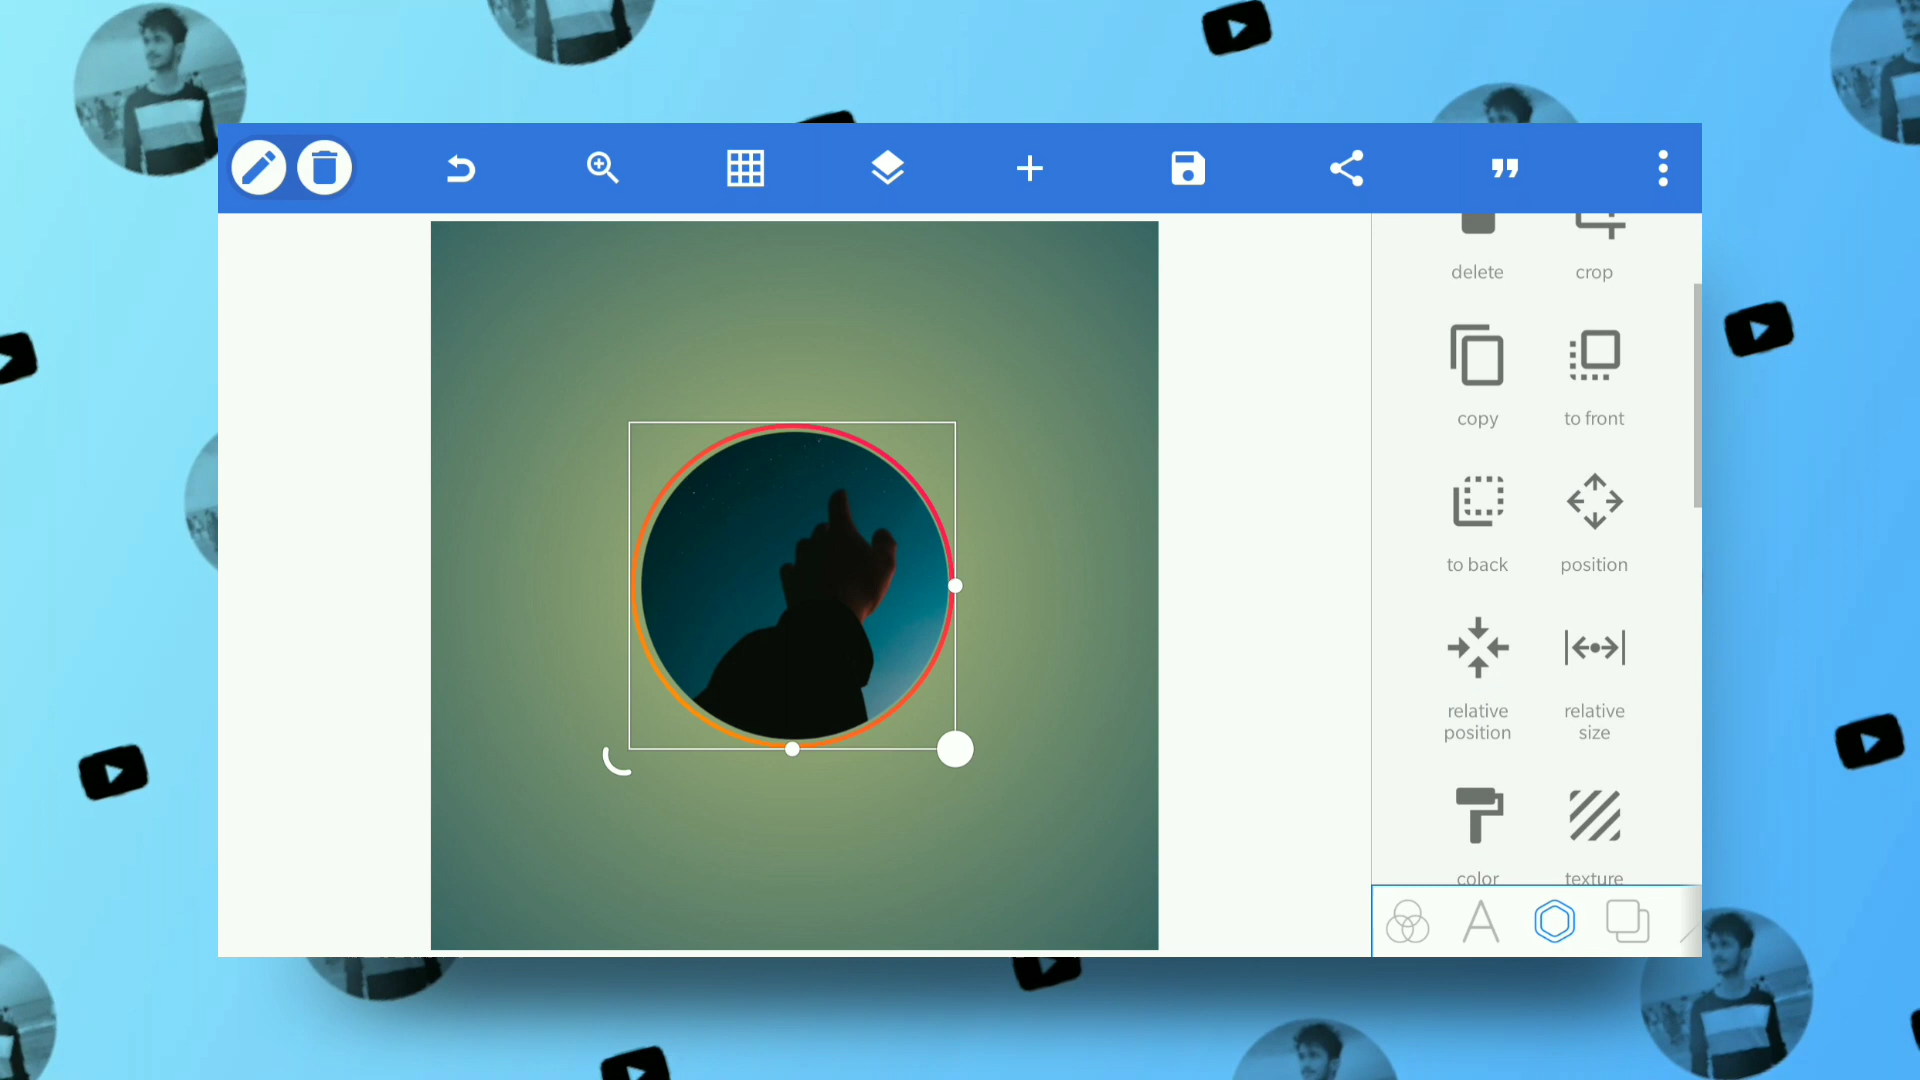 delete
crop
copy
to front
to back
position
relative
position
relative
size
color
texture